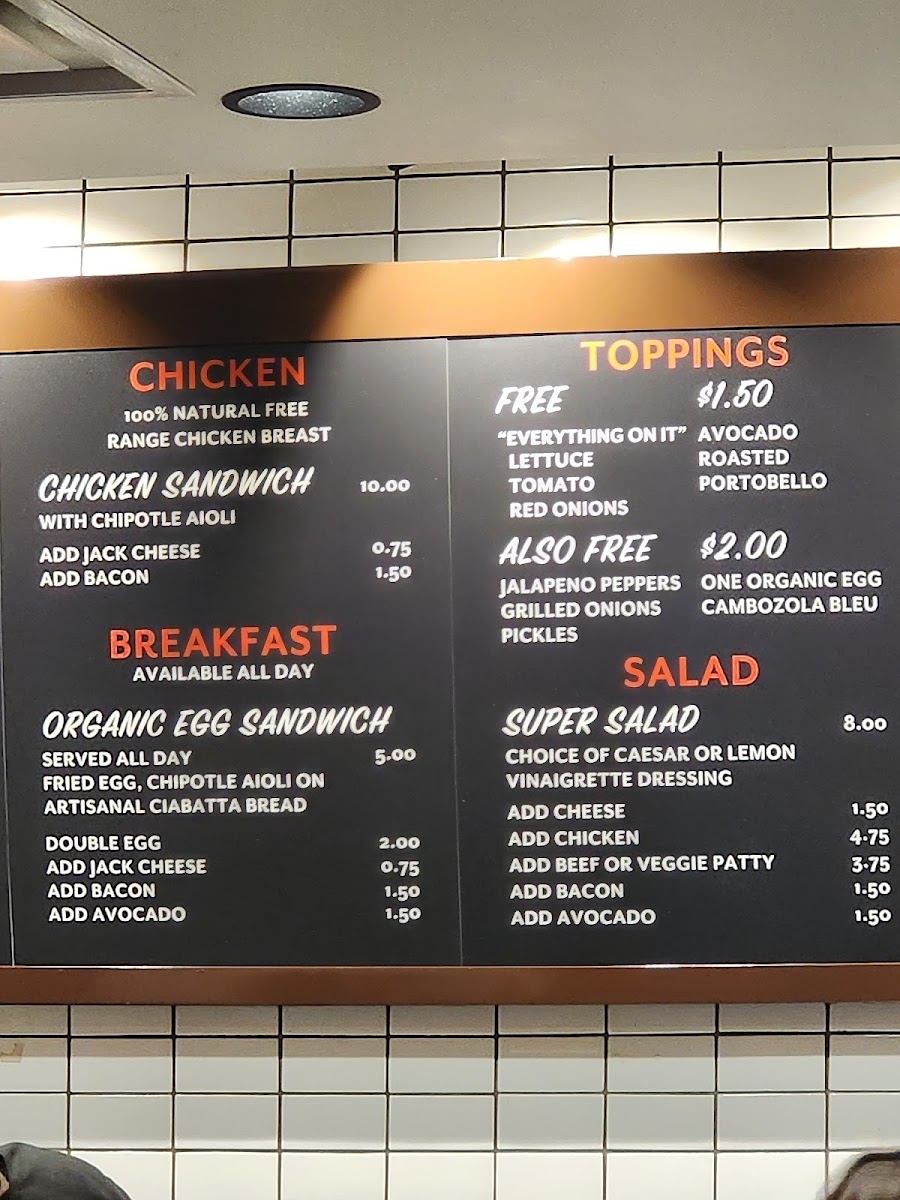 CHICKEN
100% NATURAL FREE
RANGE CHICKEN BREAST
CHICKEN SANDWICH 10.00
WITH CHIPOTLE AIOLI
ADD JACK CHEESE 0.75
ADD BACON 1.50
BREAKFAST
AVAILABLE ALL DAY
ORGANIC EGG SANDWICH
SERVED ALL DAY 5.00
FRIED EGG, CHIPOTLE AIOLI ON
ARTISANAL CIABATTA BREAD
DOUBLE EGG 2.00
ADD JACK CHEESE 0.75
ADD BACON 1.50
ADD AVOCADO 1.50
TOPPINGS
FREE
"EVERYTHING ON IT"
LETTUCE
TOMATO
RED ONIONS
$1.50
AVOCADO
ROASTED
PORTOBELLO
ALSO FREE
JALAPENO PEPPERS
GRILLED ONIONS
PICKLES
$2.00
ONE ORGANIC EGG
CAMBOZOLA BLEU
SALAD
SUPER SALAD 8.00
CHOICE OF CAESAR OR LEMON
VINAIGRETTE DRESSING
ADD CHEESE 1.50
ADD CHICKEN 4.75
ADD BEEF OR VEGGIE PATTY 3.75
ADD BACON 1.50
ADD AVOCADO 1.50